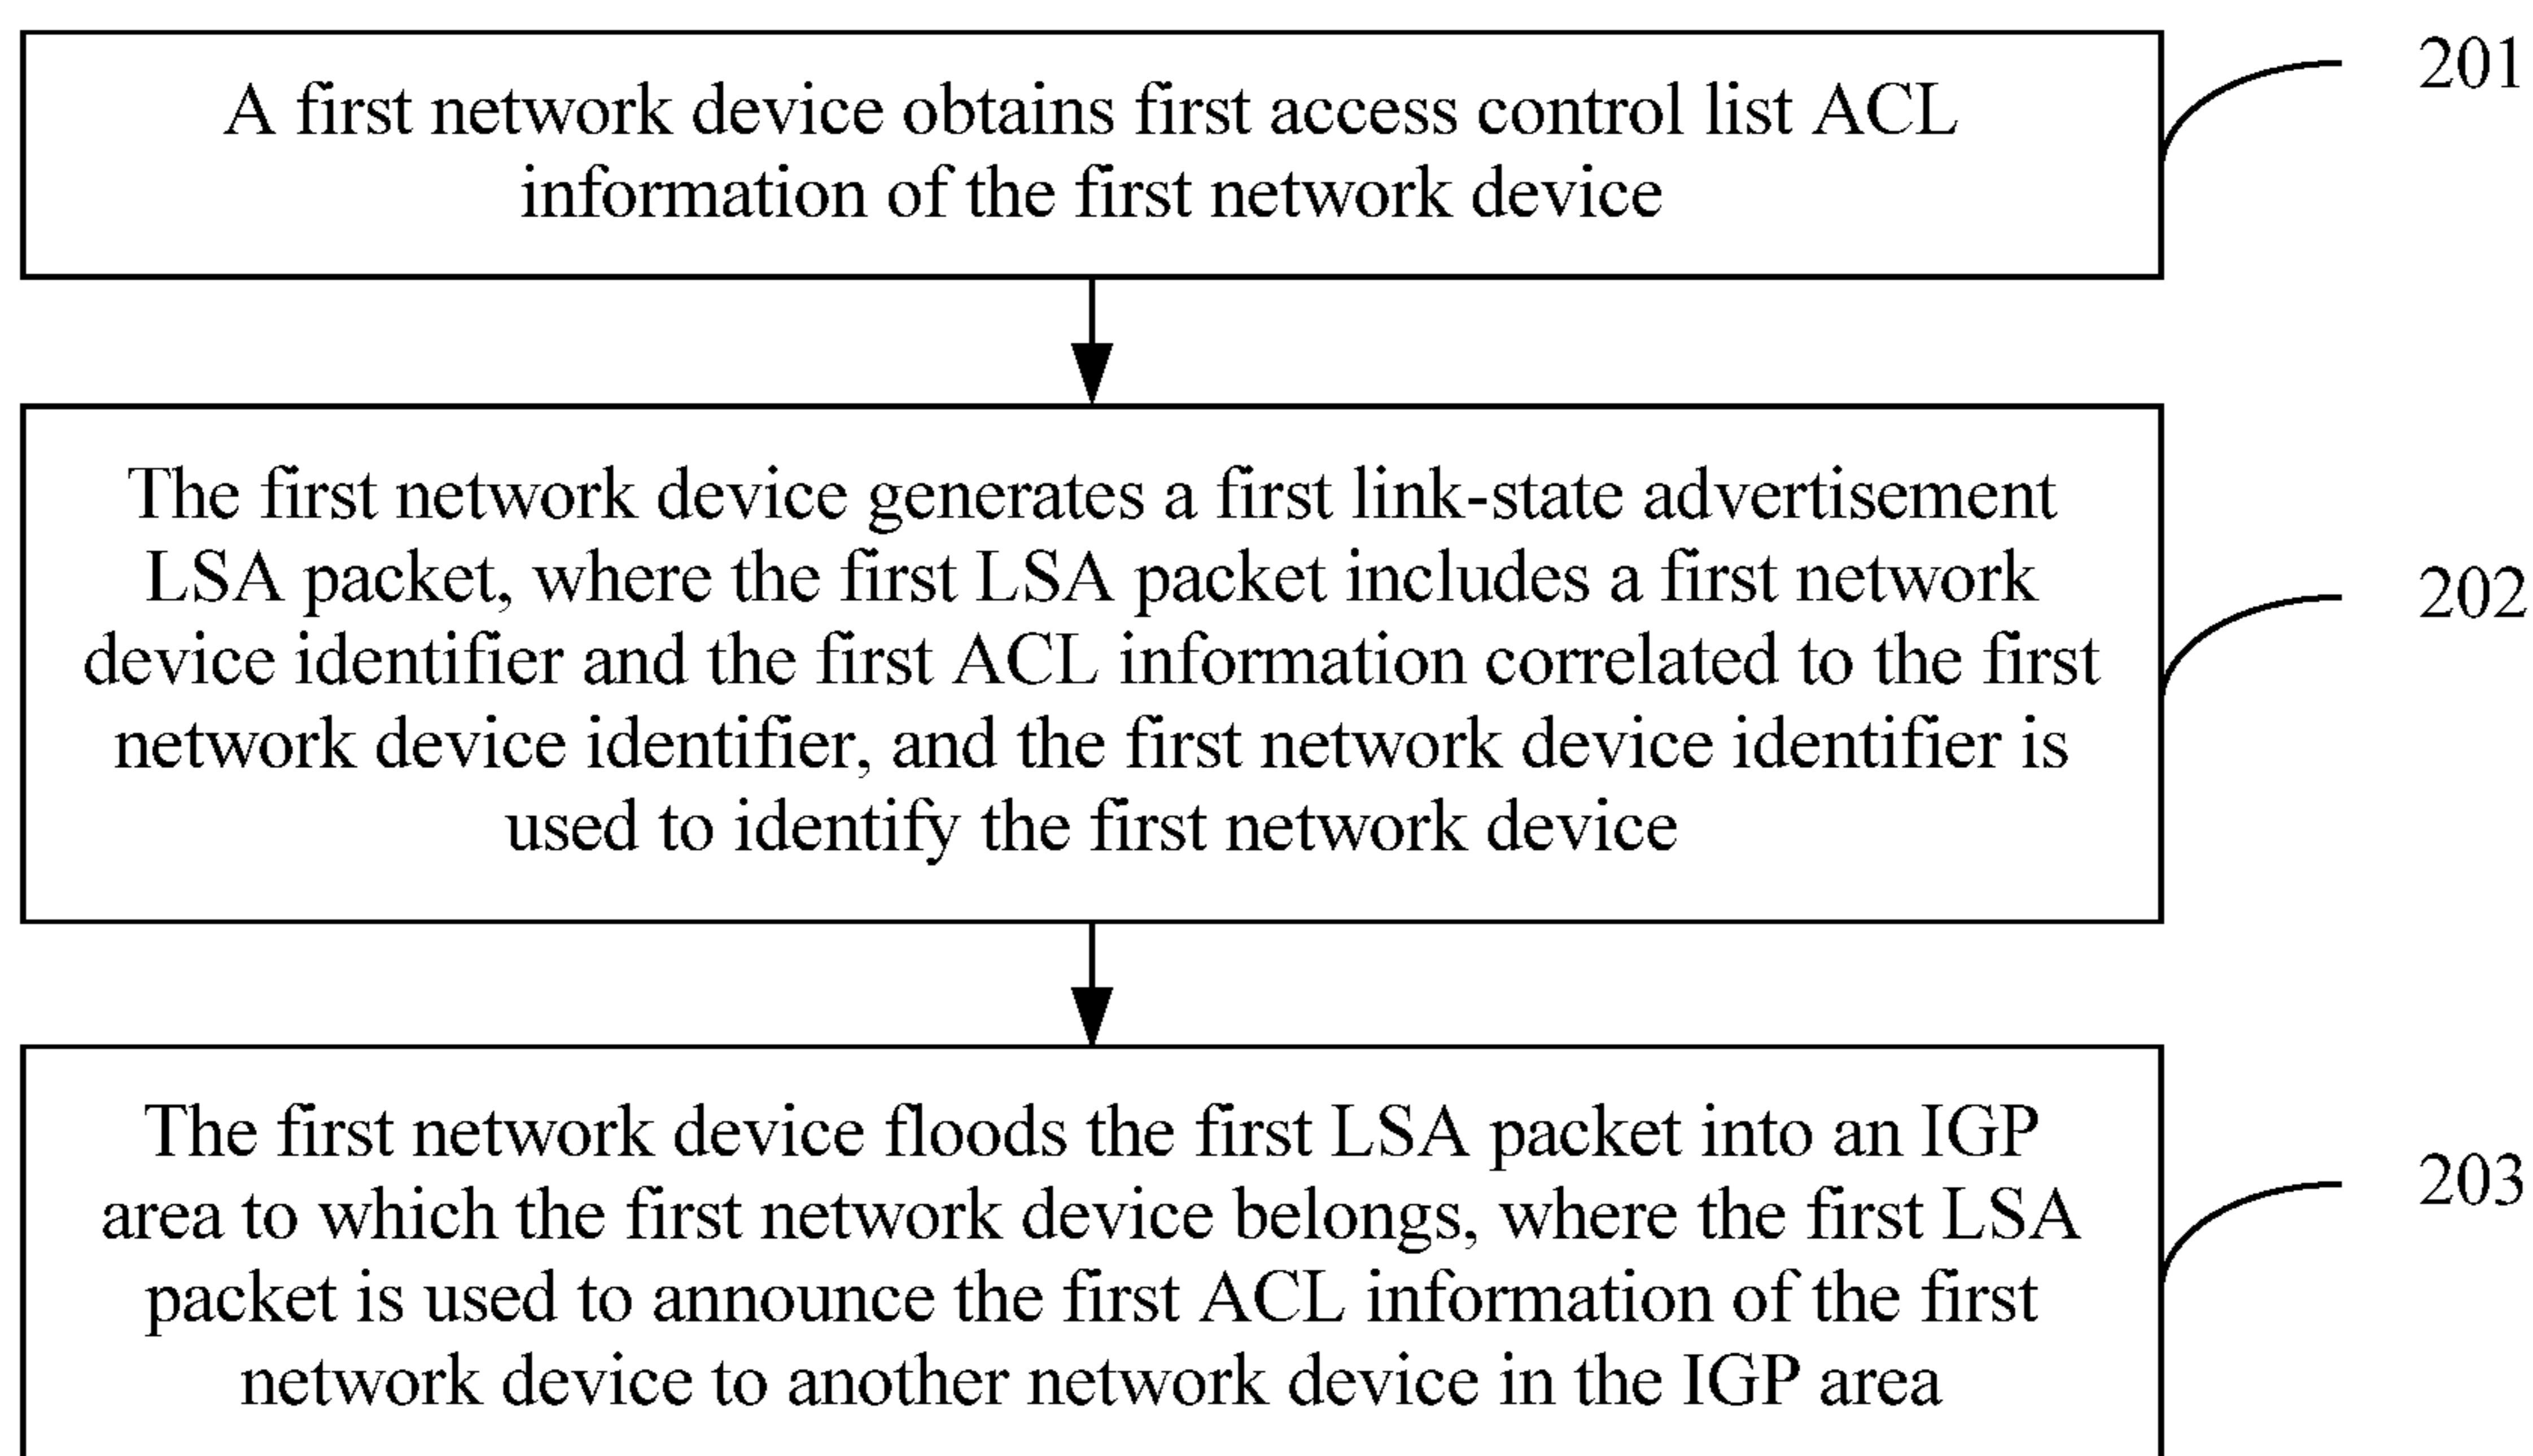 A first network device obtains first access control list ACL
information of the first network device
201
The first network device generates a first link-state advertisement
LSA packet, where the first LSA packet includes a first network
device identifier and the first ACL information correlated to the first
network device identifier, and the first network device identifier is
used to identify the first network device
202
The first network device floods the first LSA packet into an IGP
area to which the first network device belongs, where the first LSA
packet is used to announce the first ACL information of the first
network device to another network device in the IGP area
203